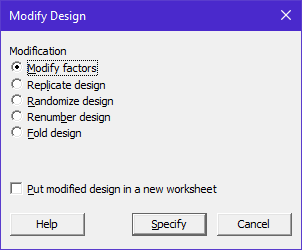 Modify Design
Modification
Modify factors
Replicate design
Randomize design
Renumber design
Fold design
Put modified design in a new worksheet
Help Specify Cancel